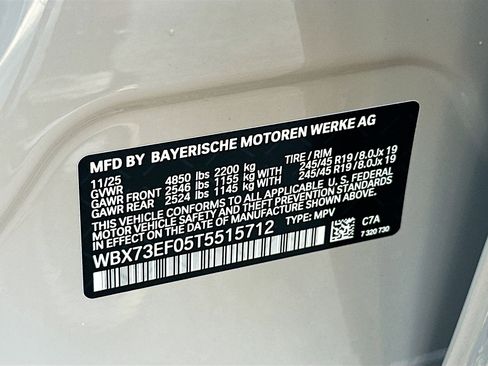 MFD BY BAYERISCHE MOTOREN WERKE AG
11/25 TIRE / RIM
GVWR 4850 lbs 2200 kg
GAWR FRONT 2546 lbs 1155 kg WITH 245/45 R19 / 8.0Jx 19
GAWR REAR 2524 lbs 1145 kg WITH 245/45 R19 / 8.0Jx 19
THIS VEHICLE CONFORMS TO ALL APPLICABLE U. S. FEDERAL
MOTOR VEHICLE SAFETY AND THEFT PREVENTION STANDARDS
IN EFFECT ON THE DATE OF MANUFACTURE SHOWN ABOVE.
WBX73EF05T5515712 TYPE: MPV
C7A
7 320 730